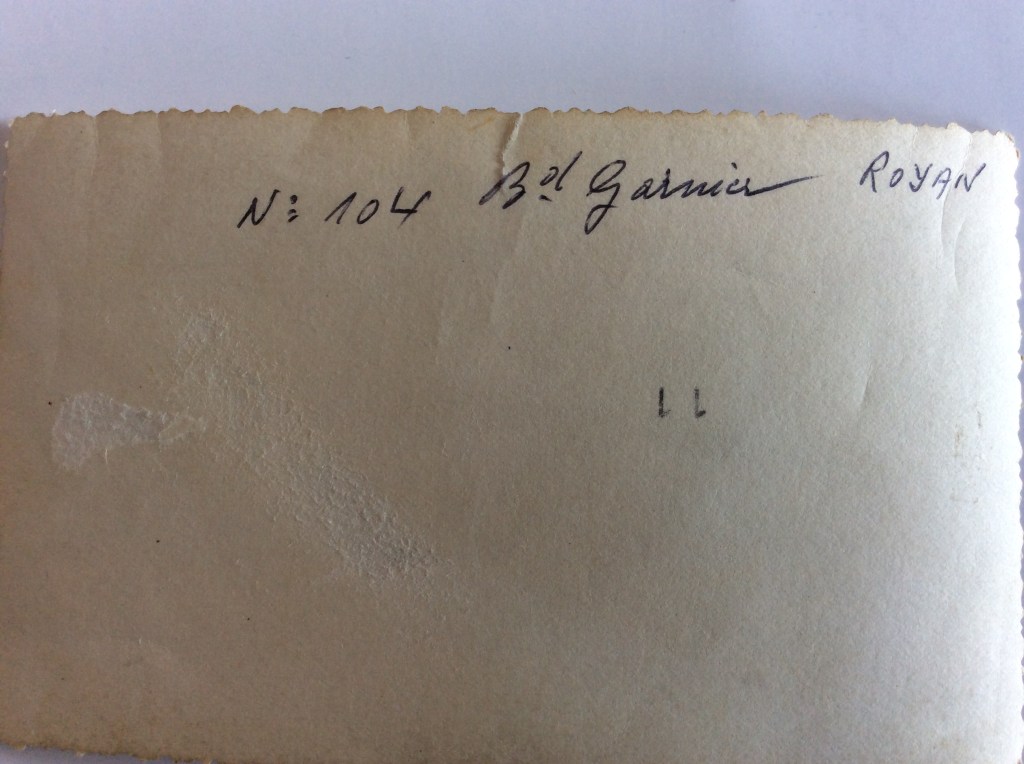 N: 104 Bd Garnier ROYAN
11